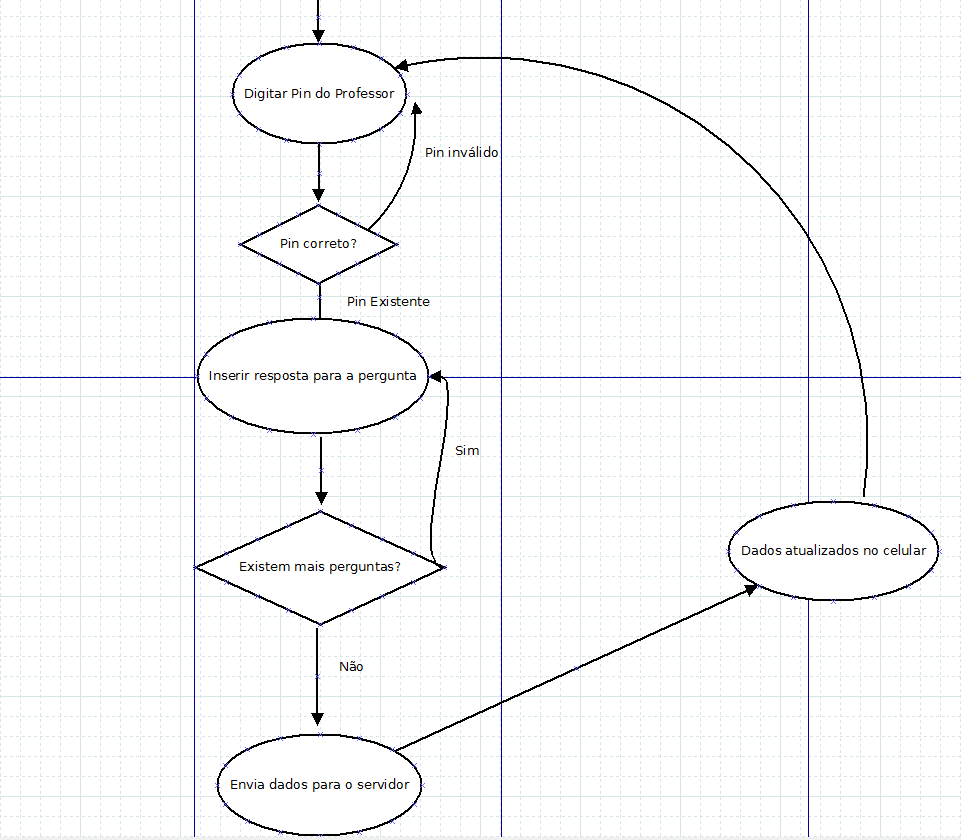 Digitar Pin do Professor
Pin inválido
Pin correto?
Pin Existente
Inserir resposta para a pergunta
Sim
Existem mais perguntas?
Dados atualizados no celular
Não
Envia dados para o servidor